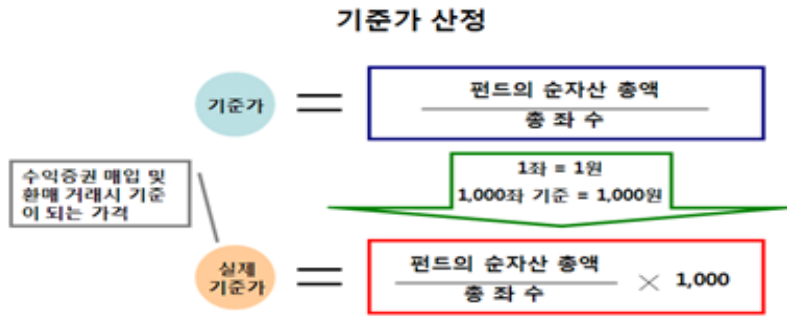 기준가 산정
기준가
=
펀드의 순자산 총액
총 좌 수
1좌 = 1원
1,000좌 기준 = 1,000원
수익증권 매입 및
환매 거래시 기준
이 되는 가격
실제
기준가
=
펀드의 순자산 총액
총 좌 수
× 1,000